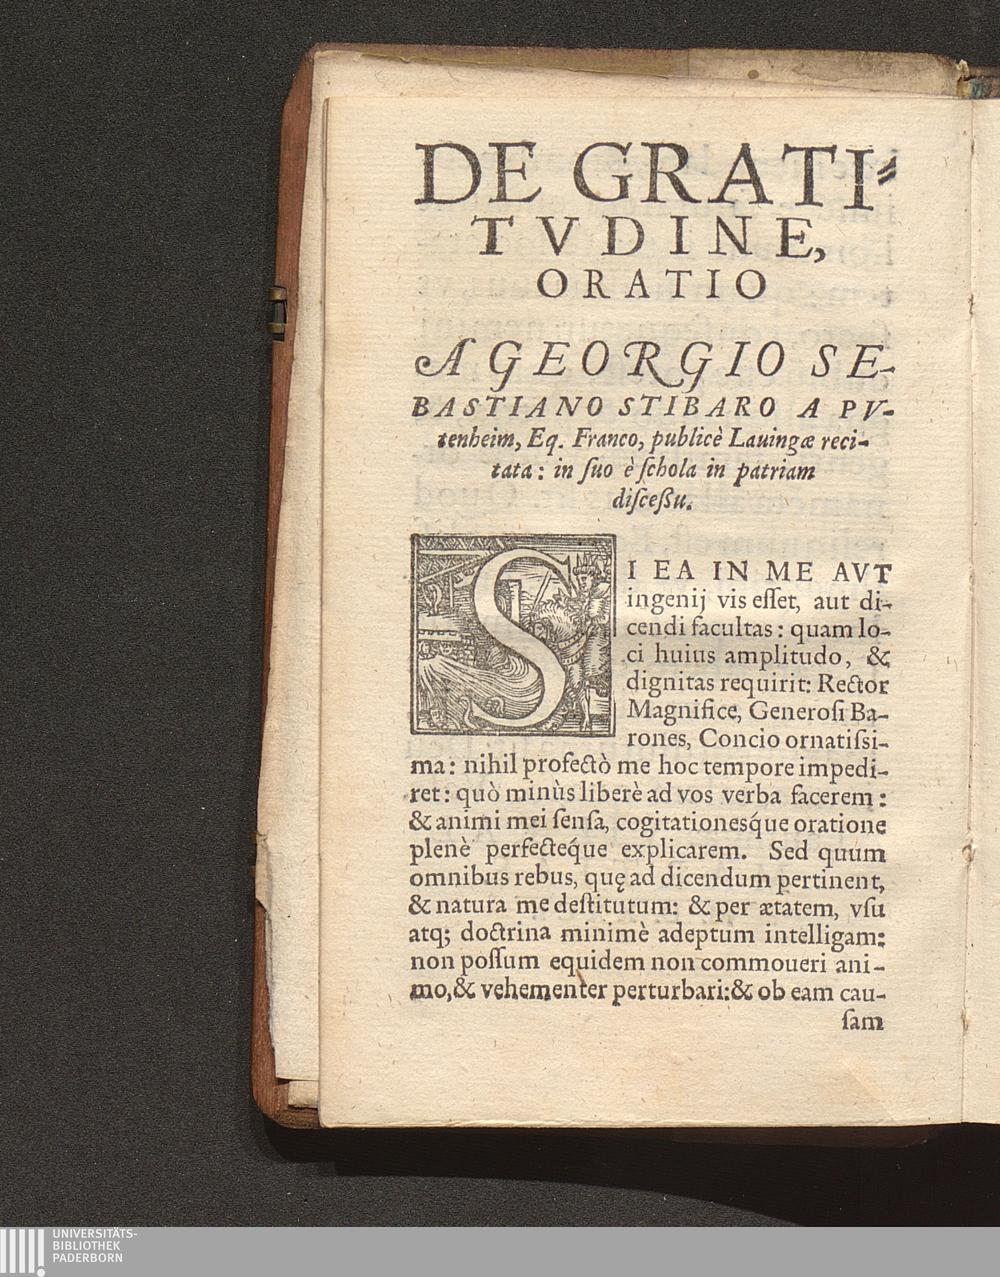 DE GRATI-
TVDINE,
ORATIO
A GEORGIO SE-
BASTIANO STIBARO A PV-
tenheim, Eq. Franco, publicè Lauingæ reci-
tata: in ſuo è ſchola in patriam
diſceßu.
SI EA IN ME AVT
ingenij vis eſſet, aut di-
cendi facultas: quam lo-
ci huius amplitudo, &
dignitas requirit: Rector
Magnifice, Generoſi Ba-
rones, Concio ornatiſsi-
ma: nihil profectò me hoc tempore impedi-
ret: quò minùs liberè ad vos verba facerem:
& animi mei ſenſa, cogitationesq́ue oratione
plenè perfecteq́ue explicarem. Sed quum
omnibus rebus, quę ad dicendum pertinent,
& natura me deſtitutum: & per ætatem, vſu
atq; doctrina minimè adeptum intelligam:
non poſſum equidem non commoueri ani-
mo, & vehementer perturbari: & ob eam cau-
ſam
UNIVERSITÄTS-
BIBLIOTHEK
PADERBORN